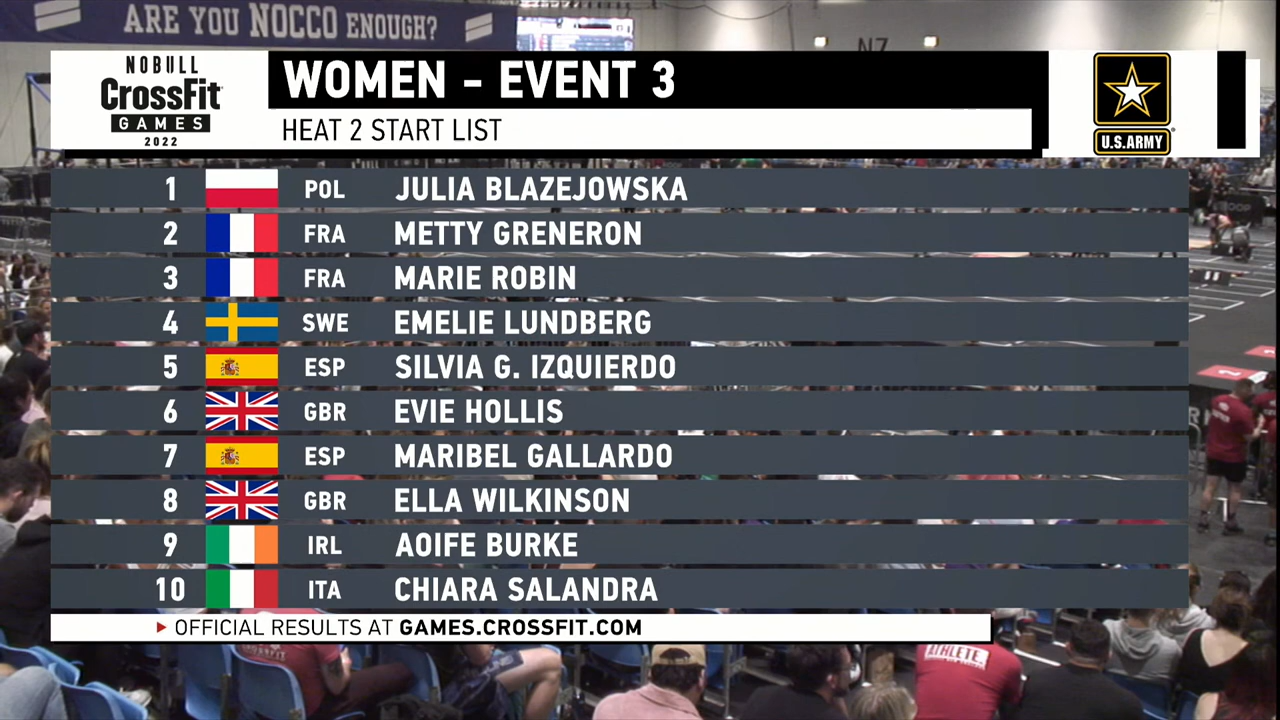 ARE YOU NOCCO ENOUGH?
NOBULL
CrossFit
GAMES
2022
WOMEN - EVENT 3
HEAT 2 START LIST
U.S.ARMY
1 POL JULIA BLAZEJOWSKA
2 FRA METTY GRENERON
3 FRA MARIE ROBIN
4 SWE EMELIE LUNDBERG
5 ESP SILVIA G. IZQUIERDO
6 GBR EVIE HOLLIS
7 ESP MARIBEL GALLARDO
8 GBR ELLA WILKINSON
9 IRL AOIFE BURKE
10 ITA CHIARA SALANDRA
OFFICIAL RESULTS AT GAMES.CROSSFIT.COM
ATHLETE